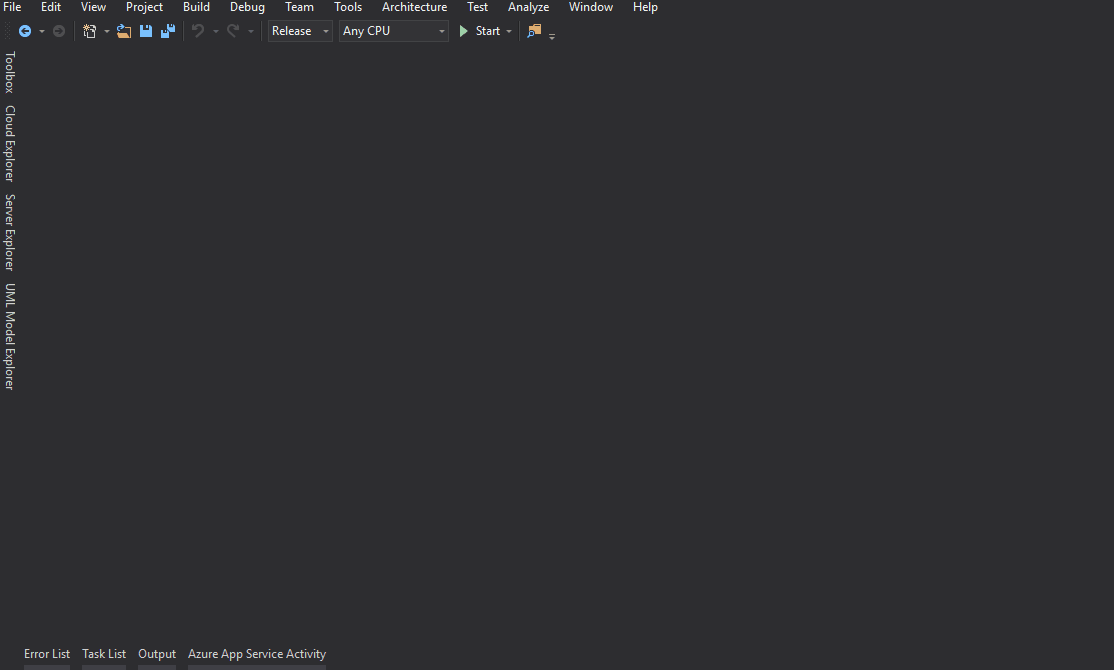 File Edit View Project Build Debug Team Tools Architecture Test Analyze Window Help
Release Any CPU Start
Toolbox
Cloud Explorer
Server Explorer
UML Model Explorer
Error List Task List Output Azure App Service Activity